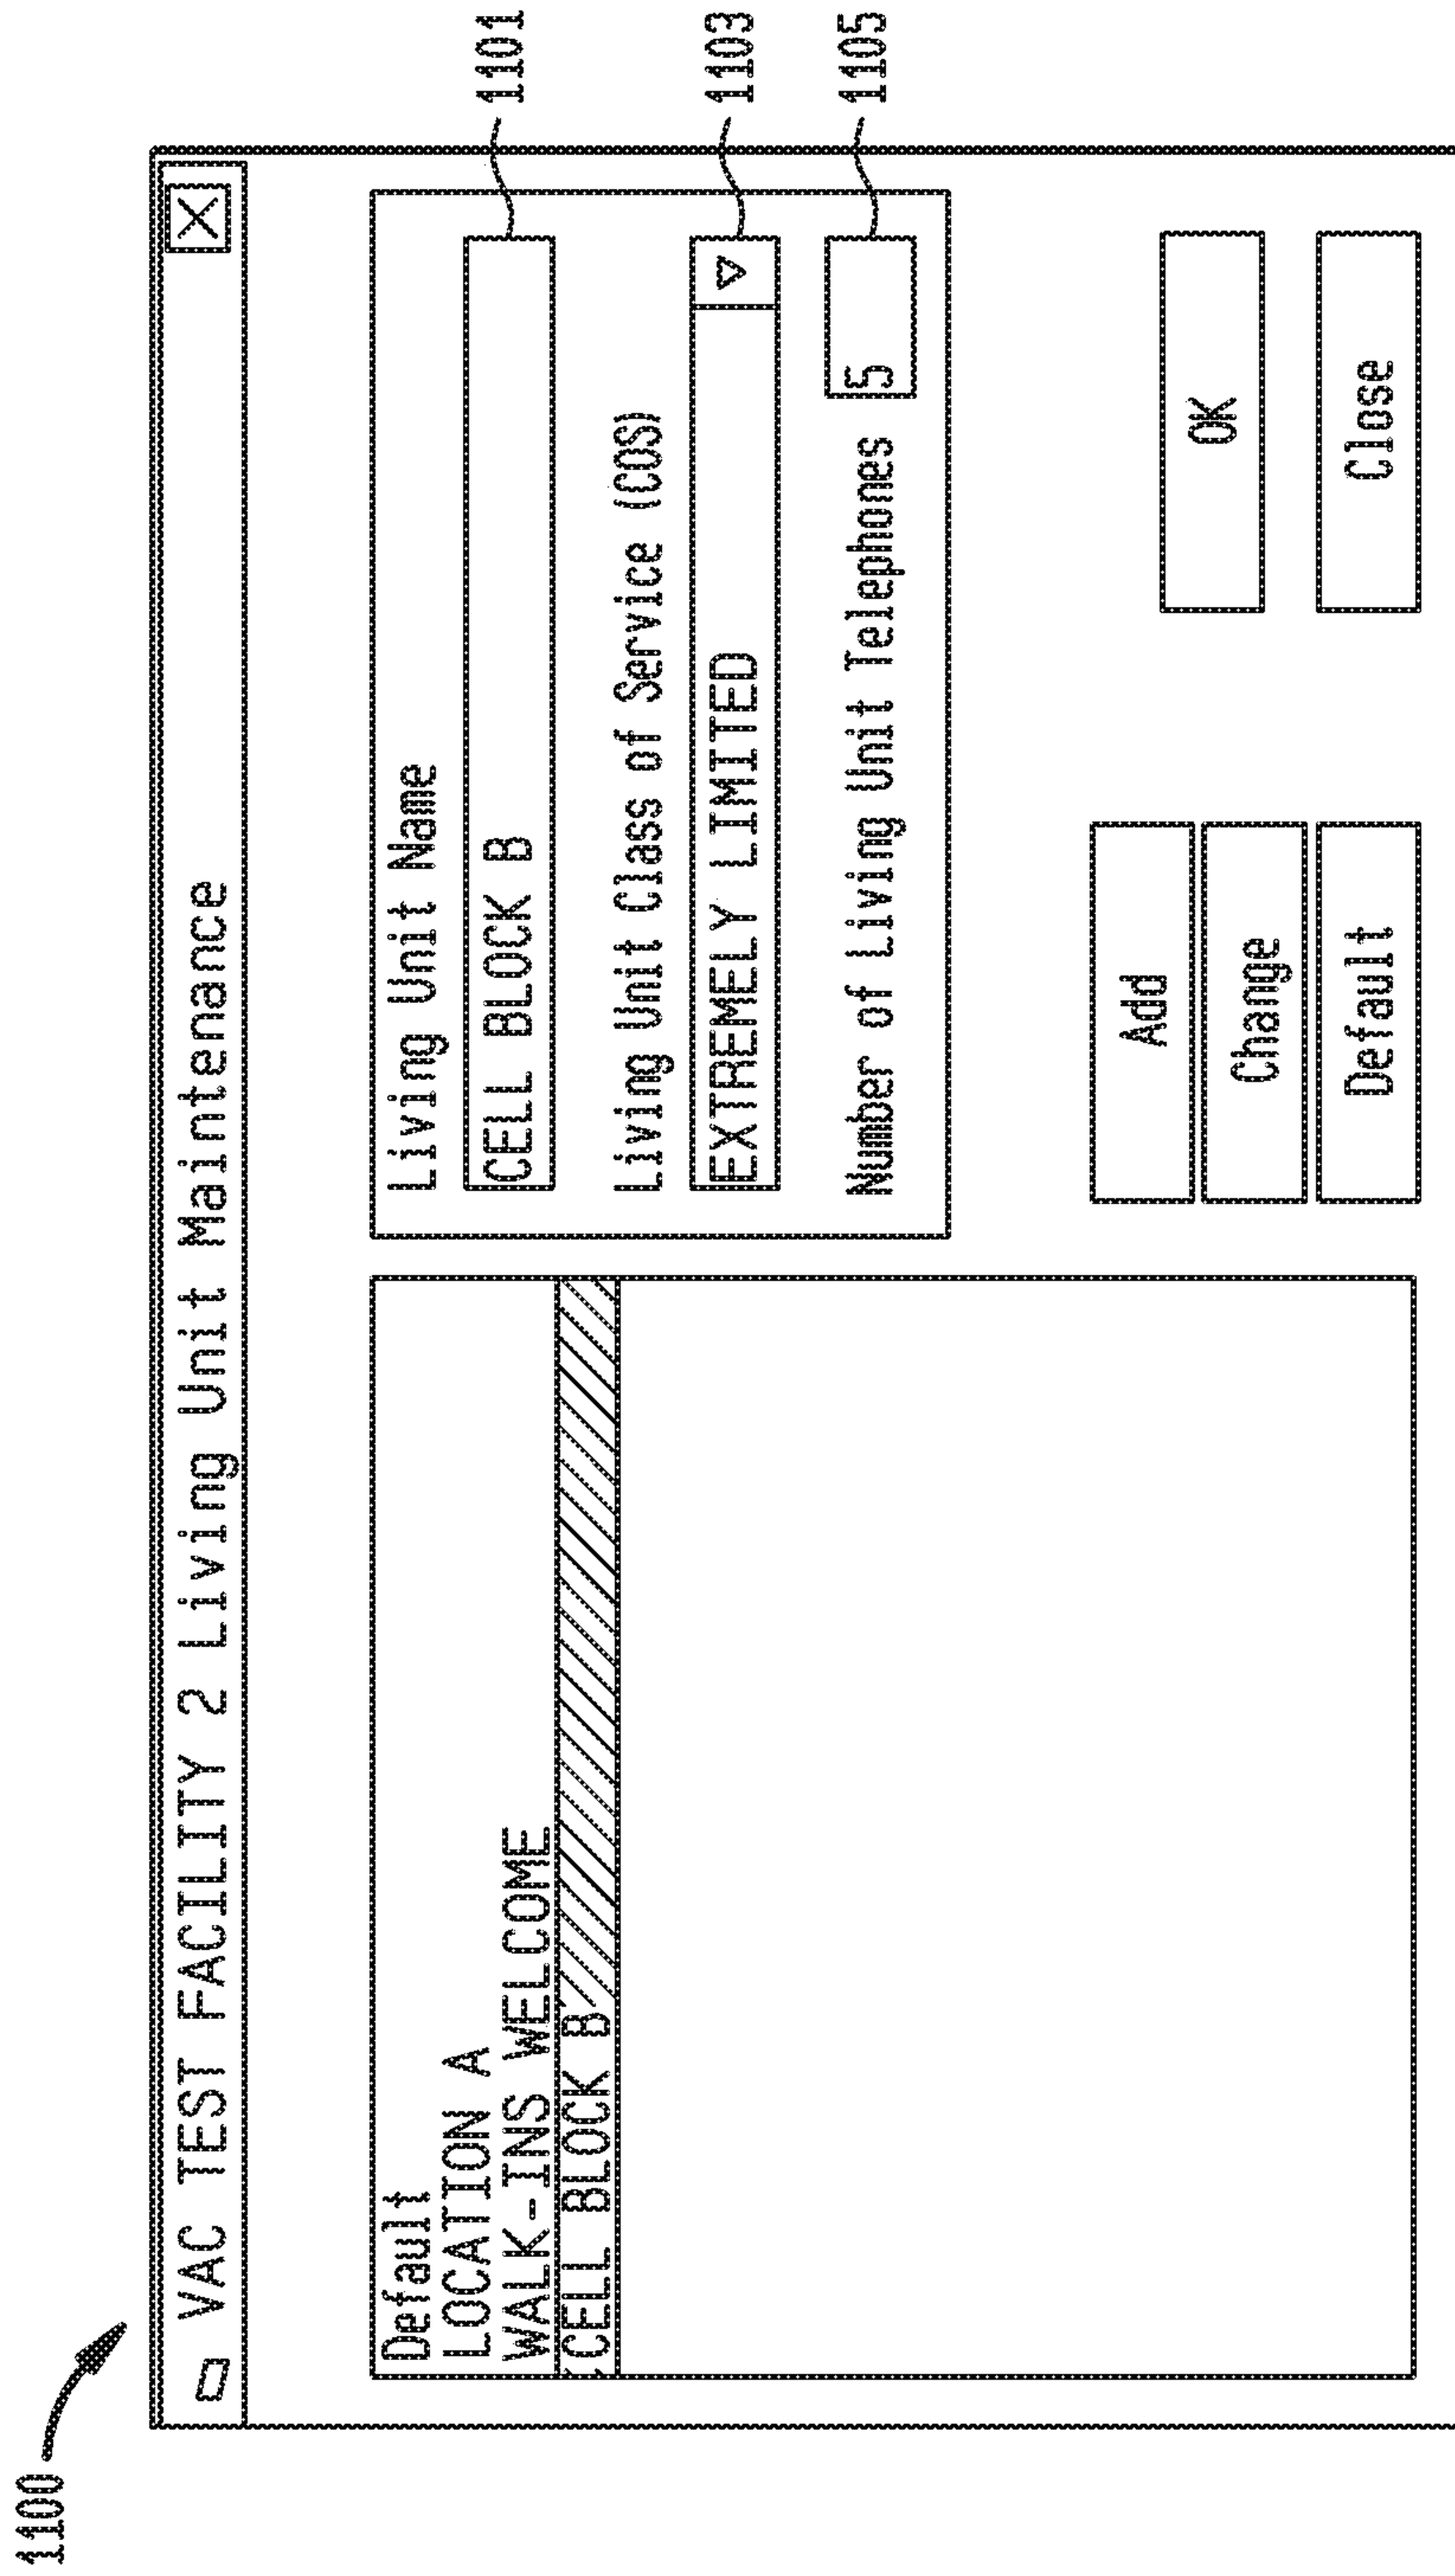 1100
VAC TEST FACILITY 2 Living Unit Maintenance
Default
LOCATION A
WALK-INS WELCOME
CELL BLOCK B
Living Unit Name
CELL BLOCK B
1101
Living Unit Class of Service (COS)
EXTREMELY LIMITED
1103
Number of Living Unit Telephones 5
1105
Add
Change
Default
OK
Close